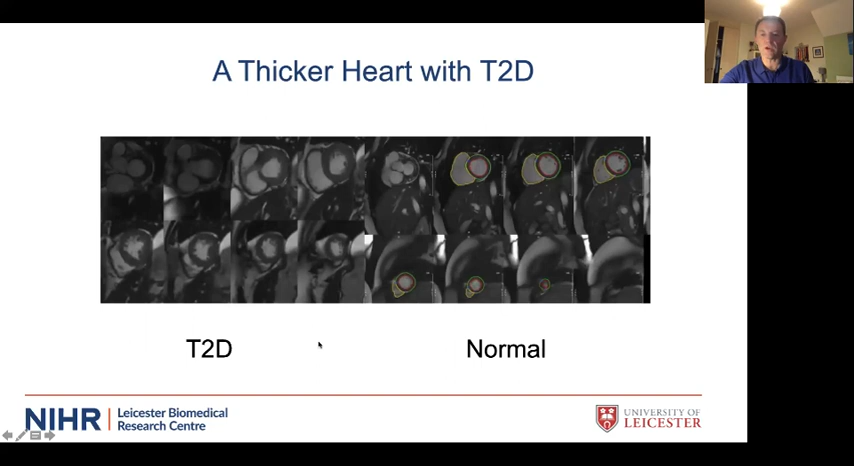 A Thicker Heart with T2D
T2D
Normal
NIHR
Leicester Biomedical
Research Centre
UNIVERSITY OF
LEICESTER